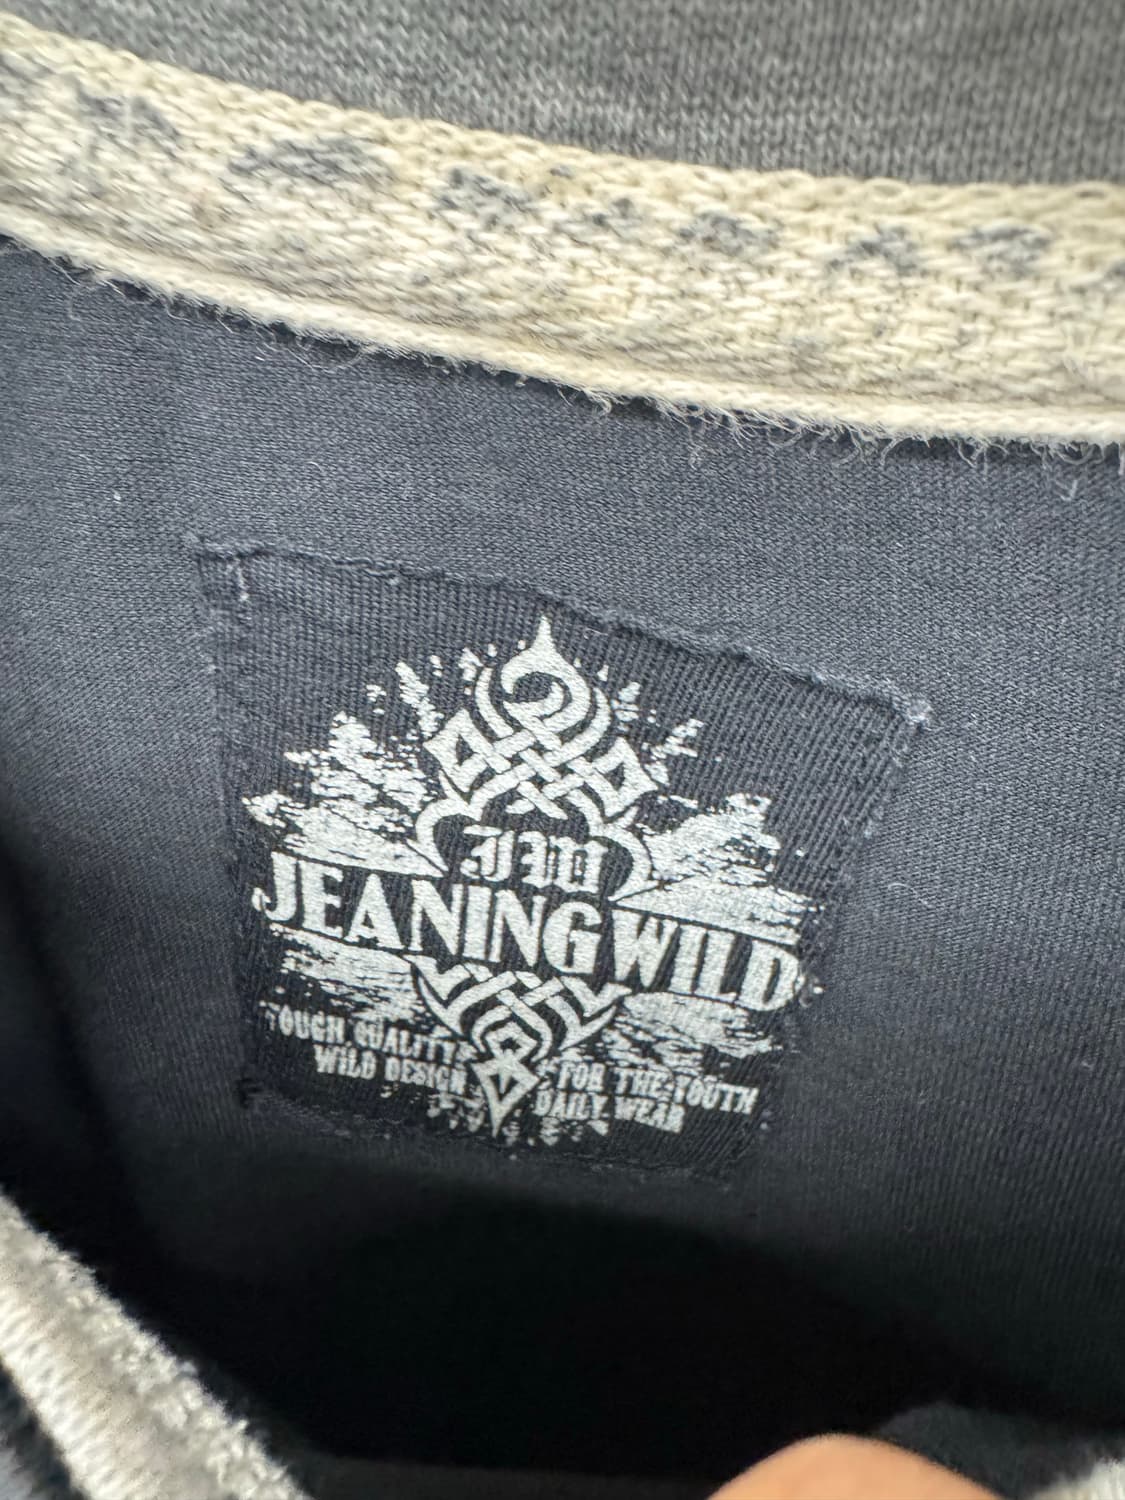 JW
JEANING WILD
TOUGH QUALITY
WILD DESIGN
FOR THE YOUTH
DAILY WEAR